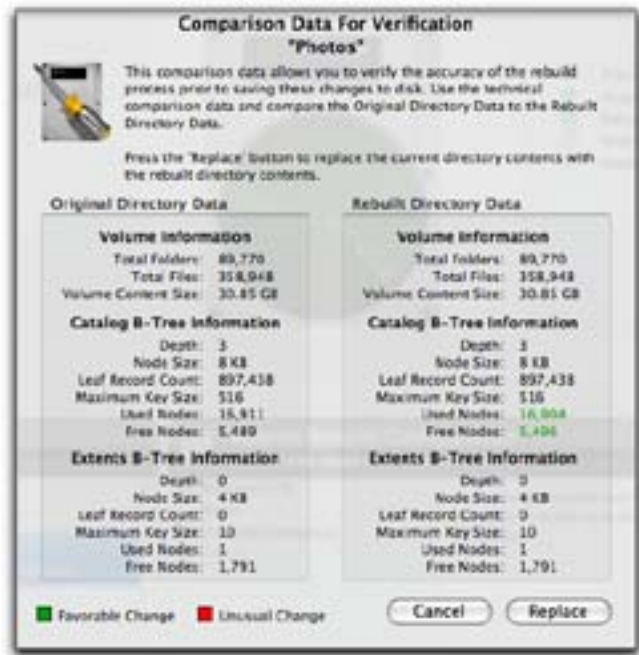 Comparison Data For Verification
"Photos"
This comparison data allows you to verify the accuracy of the rebuild
process prior to saving these changes to disk. Use the technical
comparison data and compare the Original Directory Data to the Rebuilt
Directory Data.
Press the 'Replace' button to replace the current directory contents with
the rebuilt directory contents.
Original Directory Data
Volume Information
Total Folders: 89,770
Total Files: 358,948
Volume Content Size: 30.85 GB
Catalog B-Tree Information
Depth: 3
Node Size: 8 KB
Leaf Record Count: 897,438
Maximum Key Size: 516
Used Nodes: 16,911
Free Nodes: 5,489
Extents B-Tree Information
Depth: 0
Node Size: 4 KB
Leaf Record Count: 0
Maximum Key Size: 10
Used Nodes: 1
Free Nodes: 1,791
Rebuilt Directory Data
Volume Information
Total Folders: 89,770
Total Files: 358,948
Volume Content Size: 30.85 GB
Catalog B-Tree Information
Depth: 3
Node Size: 8 KB
Leaf Record Count: 897,438
Maximum Key Size: 516
Used Nodes:
Free Nodes:
Extents B-Tree Information
Depth: 0
Node Size: 4 KB
Leaf Record Count: 0
Maximum Key Size: 10
Used Nodes: 1
Free Nodes: 1,791
Favorable Change
Unusual Change
Cancel
Replace